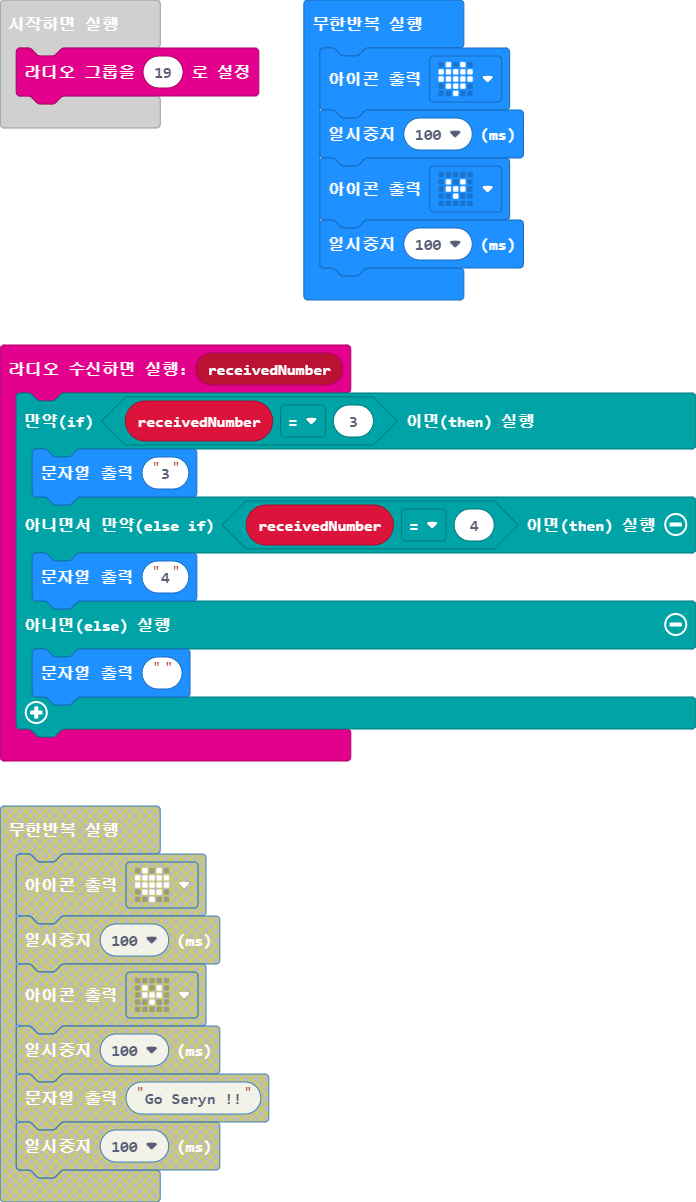 시작하면 실행
라디오 그룹을 19 로 설정
무한반복 실행
아이콘 출력
일시중지 100 (ms)
아이콘 출력
일시중지 100 (ms)
라디오 수신하면 실행: receivedNumber
만약(if) receivedNumber = 3 이면(then) 실행
문자열 출력 "3"
아니면서 만약(else if) receivedNumber = 4 이면(then) 실행
문자열 출력 "4"
아니면(else) 실행
문자열 출력 " "
무한반복 실행
아이콘 출력
일시중지 100 (ms)
아이콘 출력
일시중지 100 (ms)
문자열 출력 "Go Seryn !!"
일시중지 100 (ms)